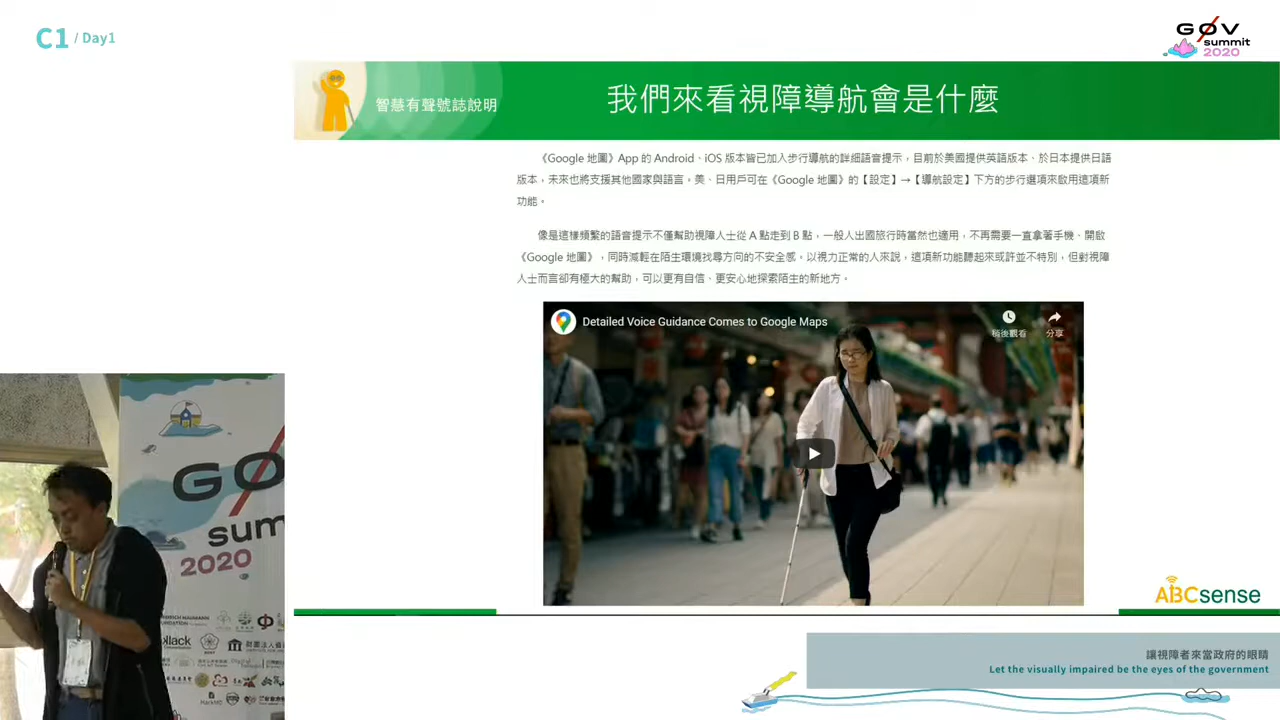 C1 / Day1
GØV
summit
2020
智慧有聲號誌說明
我們來看視障導航會是什麼
《Google 地圖》App 的 Android、iOS 版本皆已加入步行導航的詳細語音提示，目前於美國提供英語版本、於日本提供日語
版本，未來也將支援其他國家與語言。美、日用戶可在《Google 地圖》的【設定】→【導航設定】下方的步行選項來啟用這項新
功能。
像是這樣頻繁的語音提示不僅幫助視障人士從 A 點走到 B 點，一般人出國旅行時當然也適用，不再需要一直拿著手機、開啟
《Google 地圖》，同時減輕在陌生環境找尋方向的不安全感。以視力正常的人來說，這項新功能聽起來或許並不特別，但對視障
人士而言卻有極大的幫助，可以更有自信、更安心地探索陌生的新地方。
Detailed Voice Guidance Comes to Google Maps
稍後觀看
分享
ABCsense
GØ
sum
2020
klack
讓視障者來當政府的眼睛
Let the visually impaired be the eyes of the government